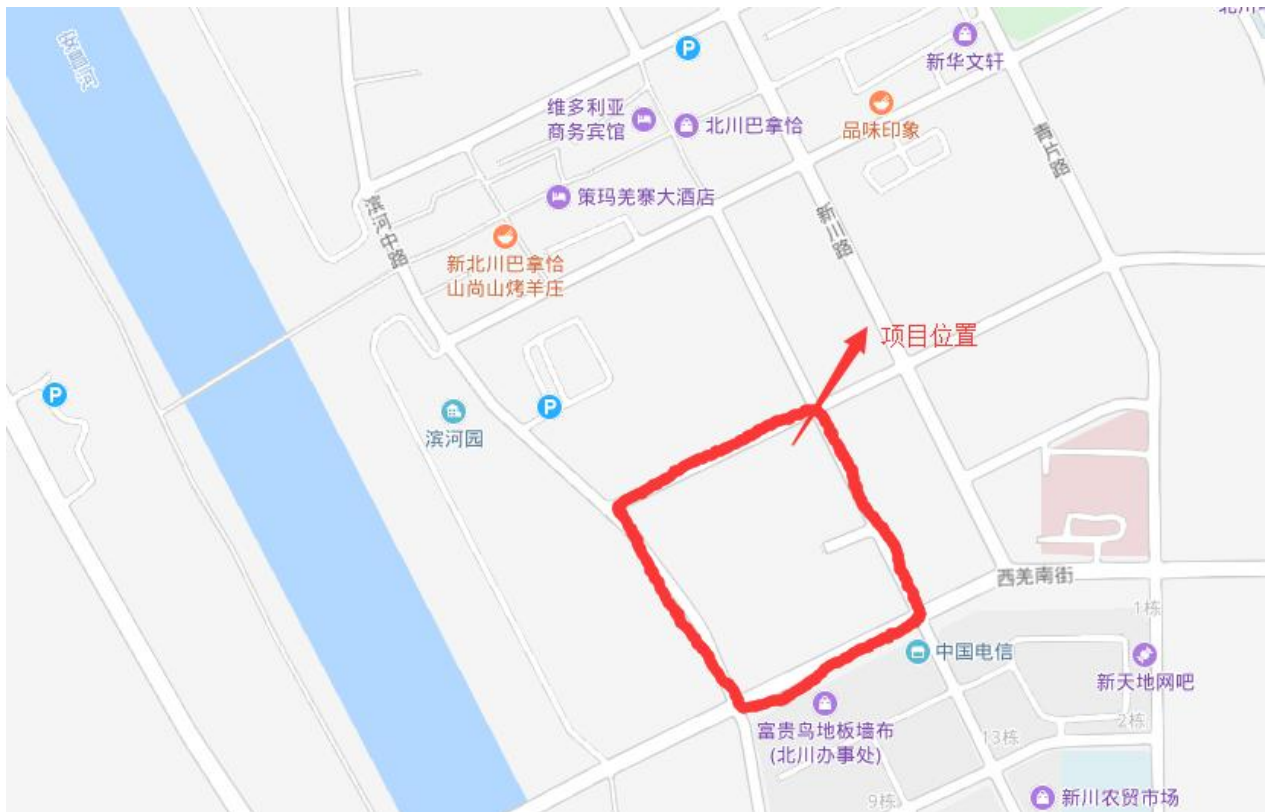 安昌河
P
新华文轩
维多利亚
商务宾馆
北川巴拿恰
品味印象
青片路
策玛羌寨大酒店
滨河中路
新川路
新北川巴拿恰
山尚山烤羊庄
项目位置
P
P
滨河园
西羌南街
1栋
中国电信
新天地网吧
富贵鸟地板墙布
(北川办事处)
2栋
13栋
9栋
新川农贸市场